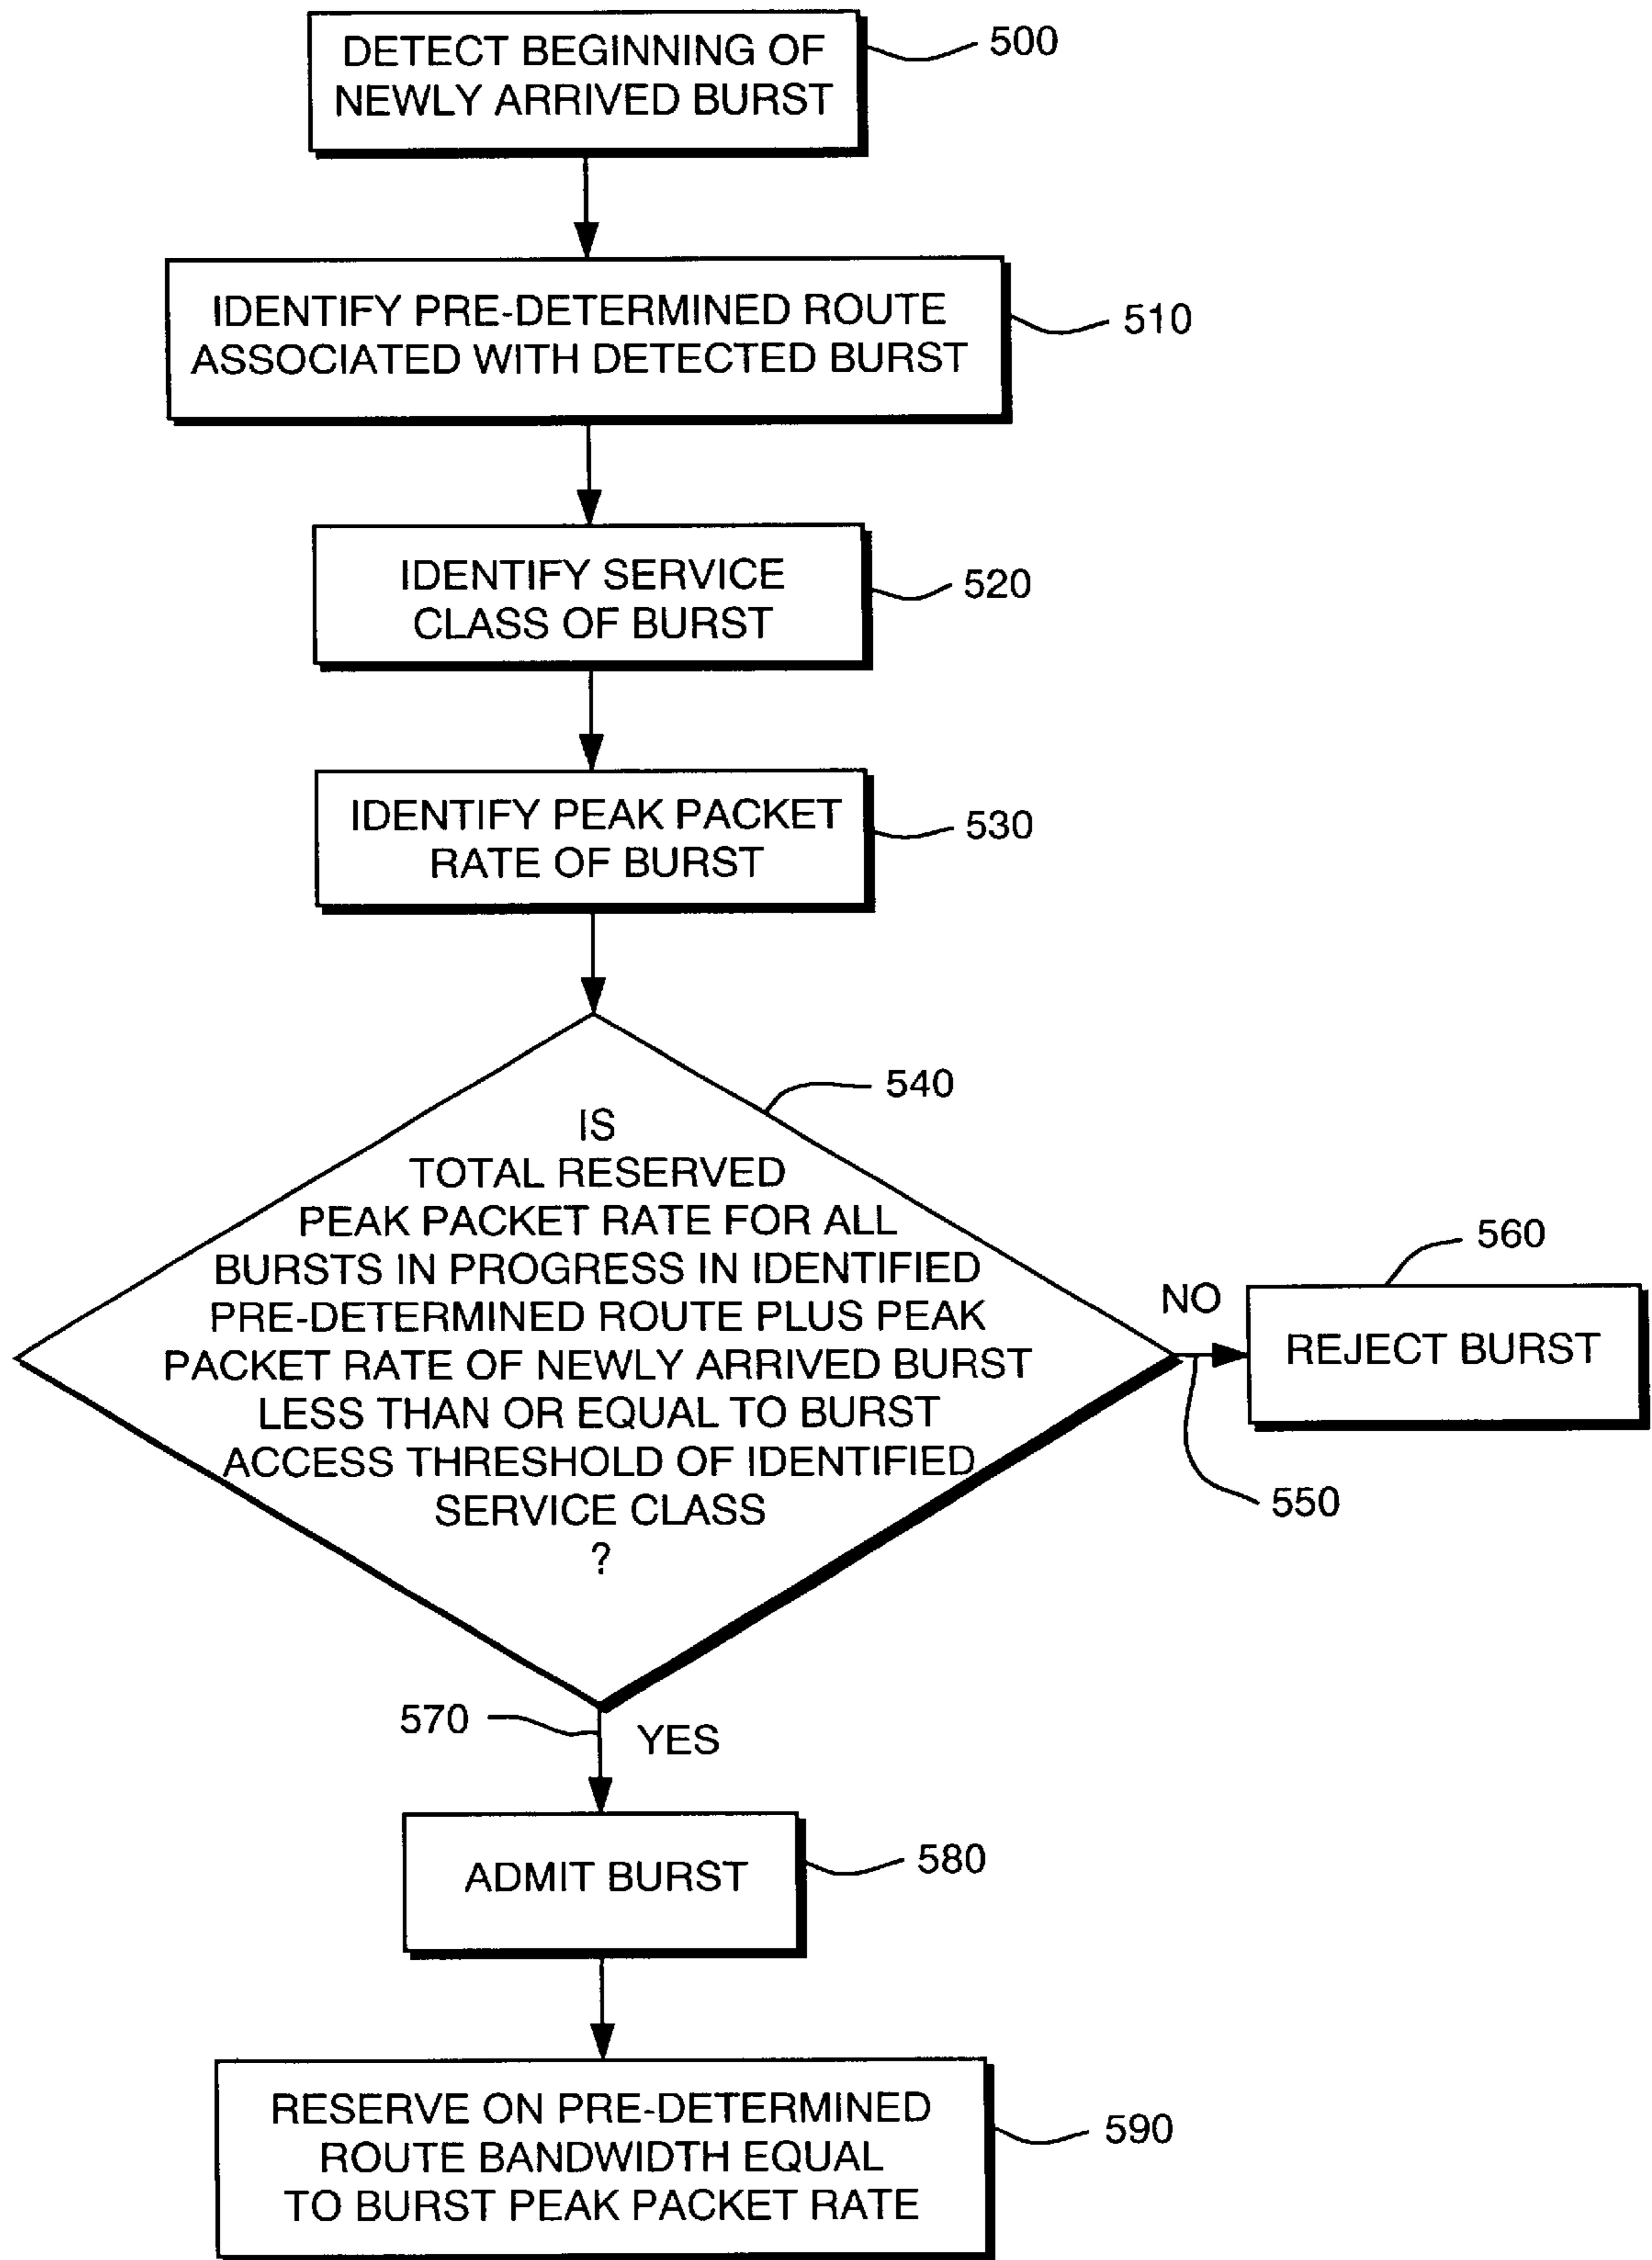 DETECT BEGINNING OF
NEWLY ARRIVED BURST
500
IDENTIFY PRE-DETERMINED ROUTE
ASSOCIATED WITH DETECTED BURST
510
IDENTIFY SERVICE
CLASS OF BURST
520
IDENTIFY PEAK PACKET
RATE OF BURST
530
540
IS
TOTAL RESERVED
PEAK PACKET RATE FOR ALL
BURSTS IN PROGRESS IN IDENTIFIED
PRE-DETERMINED ROUTE PLUS PEAK
PACKET RATE OF NEWLY ARRIVED BURST
LESS THAN OR EQUAL TO BURST
ACCESS THRESHOLD OF IDENTIFIED
SERVICE CLASS
?
NO
550
560
REJECT BURST
570
YES
ADMIT BURST
580
RESERVE ON PRE-DETERMINED
ROUTE BANDWIDTH EQUAL
TO BURST PEAK PACKET RATE
590